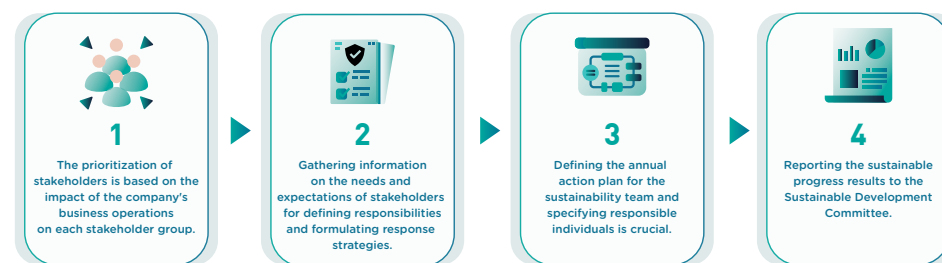 1
The prioritization of
stakeholders is based on the
impact of the company's
business operations
on each stakeholder group.
2
Gathering information
on the needs and
expectations of stakeholders
for defining responsibilities
and formulating response
strategies.
3
Defining the annual
action plan for the
sustainability team and
specifying responsible
individuals is crucial.
4
Reporting the sustainable
progress results to the
Sustainable Development
Committee.